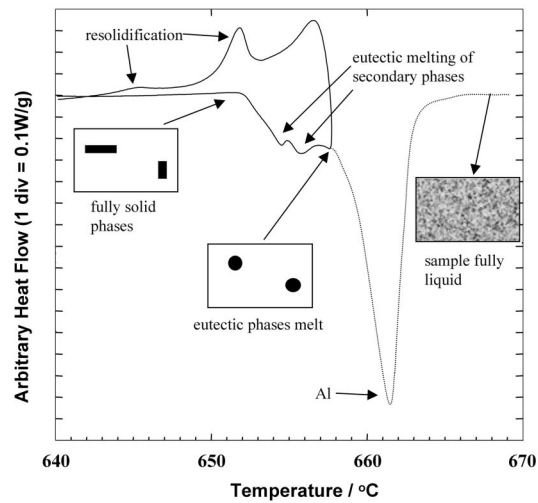 resolidification
eutectic melting of
secondary phases
fully solid
phases
eutectic phases melt
sample fully
liquid
Al
Arbitrary Heat Flow (1 div = 0.1W/g)
640
650
660
670
Temperature / °C